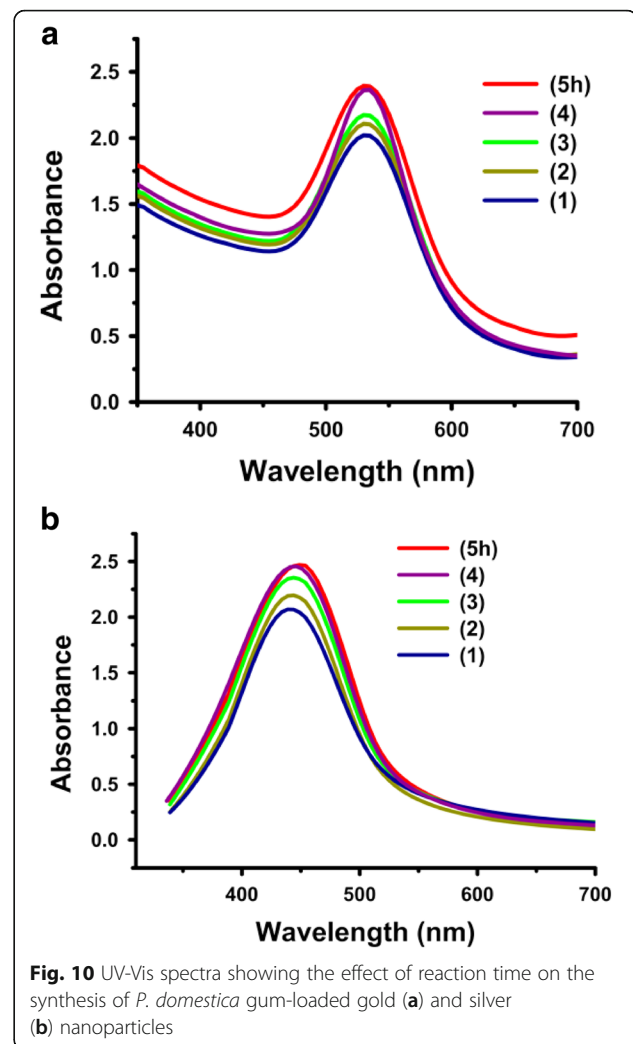 a
2.5
2.0
1.5
1.0
0.5
0.0
Absorbance
(5h)
(4)
(3)
(2)
(1)
400
500
600
700
Wavelength (nm)
b
2.5
2.0
1.5
1.0
0.5
0.0
Absorbance
(5h)
(4)
(3)
(2)
(1)
400
500
600
700
Wavelength (nm)
Fig. 10 UV-Vis spectra showing the effect of reaction time on the
synthesis of P. domestica gum-loaded gold (a) and silver
(b) nanoparticles